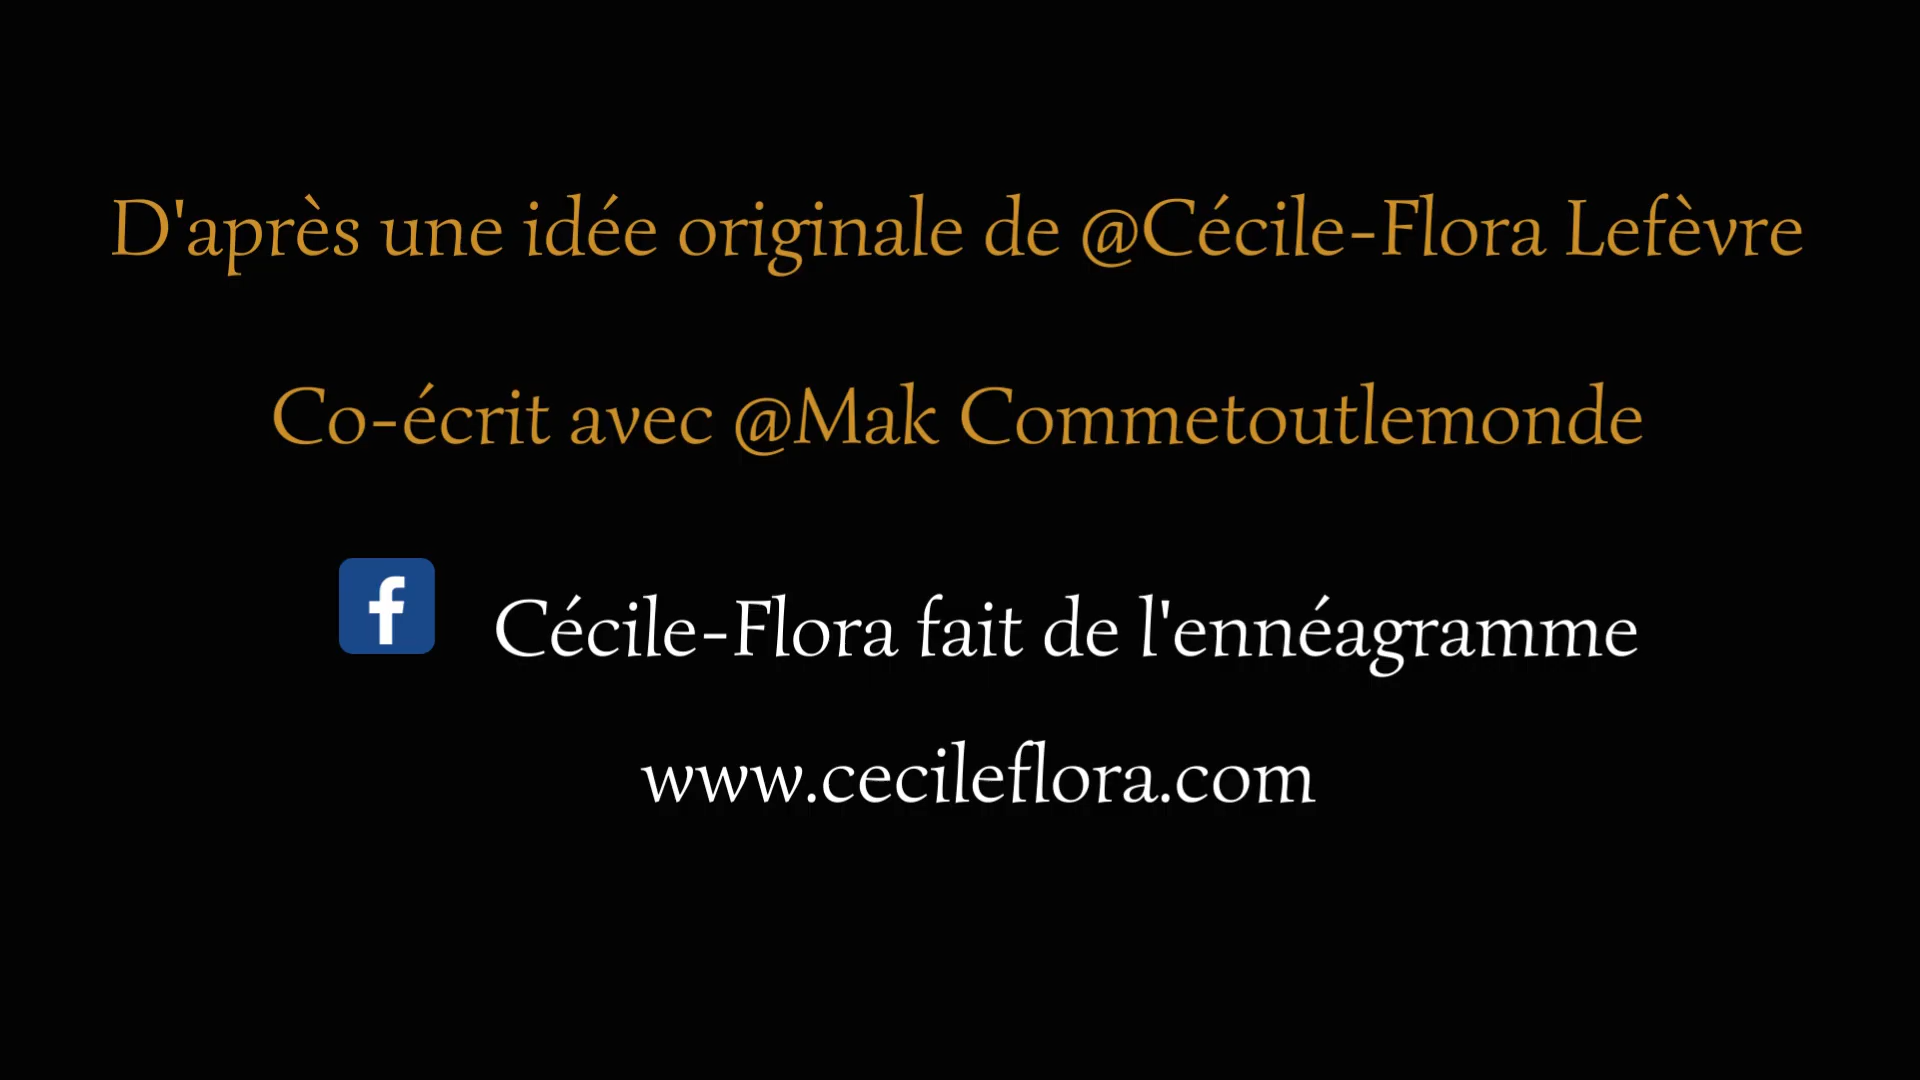 D'après une idée originale de @Cécile-Flora Lefèvre
Co-écrit avec @Mak Commetoutlemonde
f Cécile-Flora fait de l'ennéagramme
www.cecileflora.com